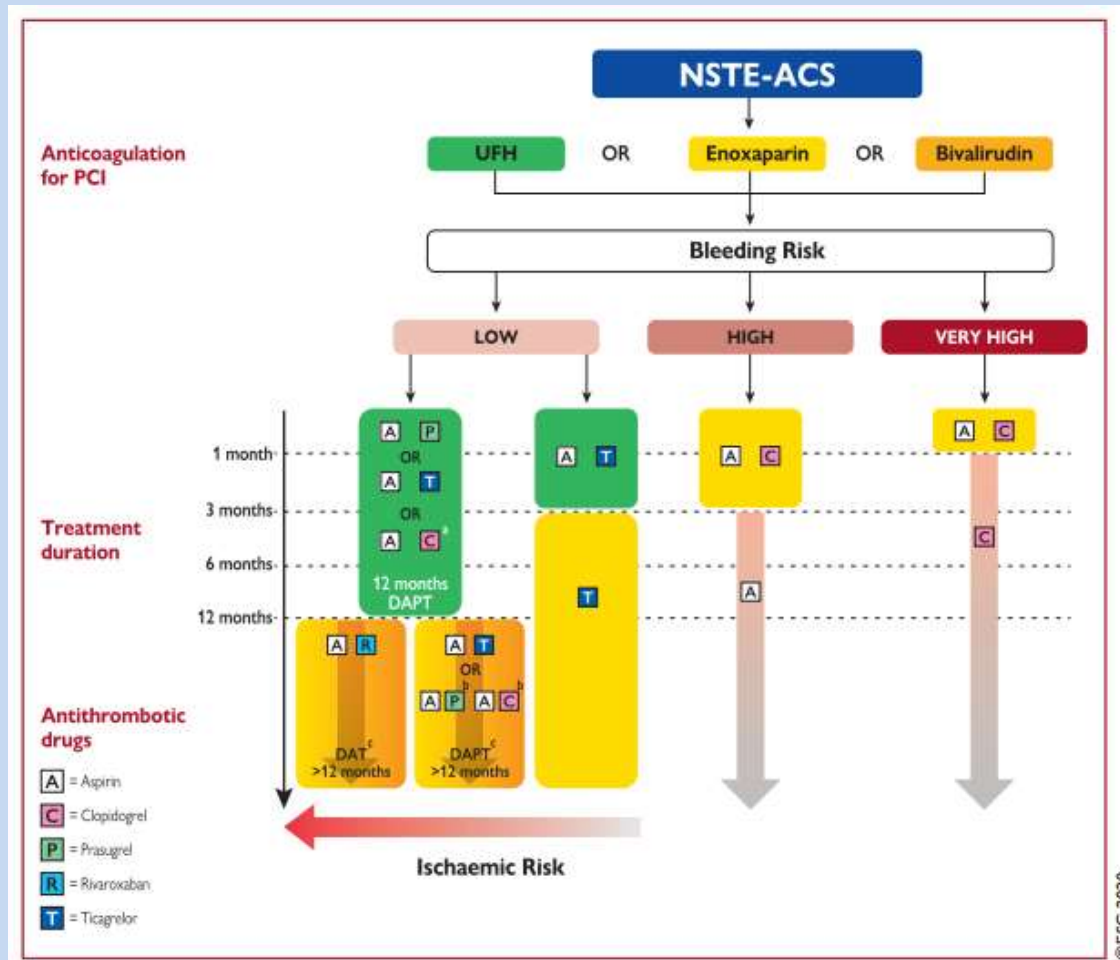 NSTE-ACS
Anticoagulation
for PCI
UFH OR Enoxaparin OR Bivalirudin
Bleeding Risk
LOW HIGH VERY HIGH
Treatment
duration
1 month
3 months
6 months
12 months
A P
OR
A T
OR
A C a
12 months
DAPT
A T
T
A C
A
A C
C
A R
DAT c
>12 months
A T
OR
A P b A C b
DAPT c
>12 months
Ischaemic Risk
Antithrombotic
drugs
A = Aspirin
C = Clopidogrel
P = Prasugrel
R = Rivaroxaban
T = Ticagrelor
©ESC 2020